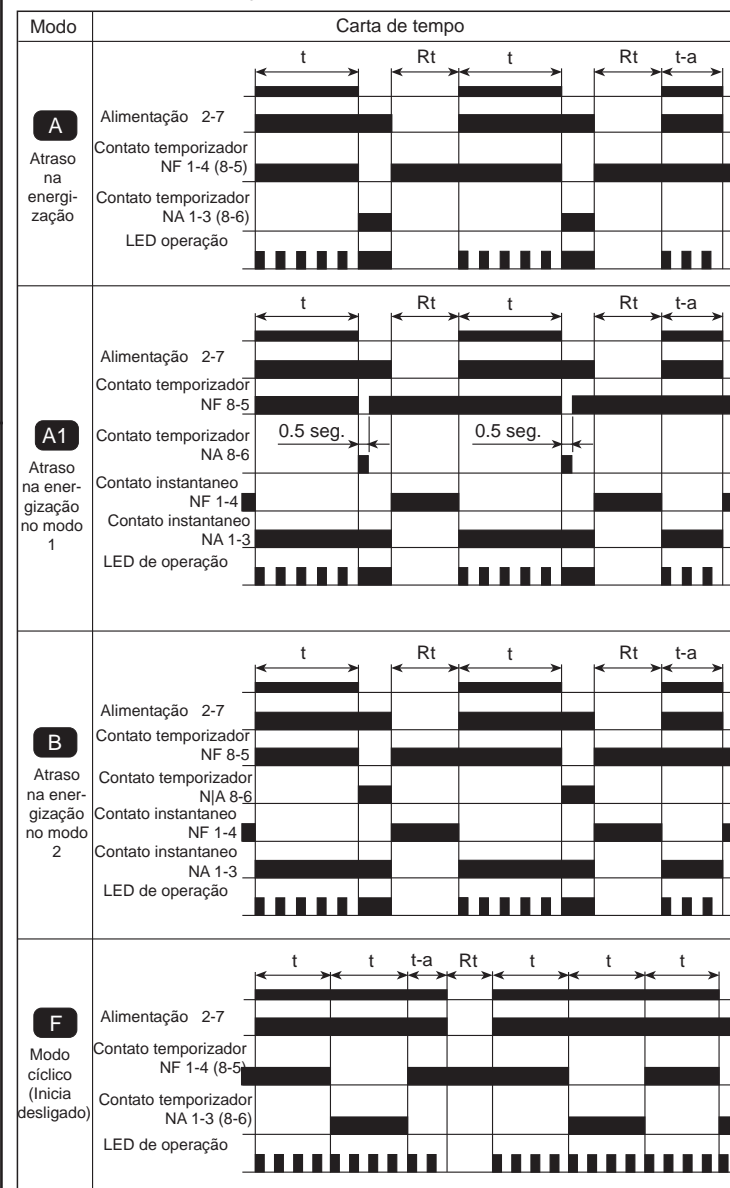 Modo
Carta de tempo
t Rt t Rt t-a
A
Atraso
na
energi-
zação
Alimentação 2-7
Contato temporizador
NF 1-4 (8-5)
Contato temporizador
NA 1-3 (8-6)
LED operação
t Rt t Rt t-a
A1
Atraso
na ener-
gização
no modo
1
Alimentação 2-7
Contato temporizador
NF 8-5
0.5 seg. 0.5 seg.
Contato temporizador
NA 8-6
Contato instantaneo
NF 1-4
Contato instantaneo
NA 1-3
LED de operação
t Rt t Rt t-a
B
Atraso
na ener-
gização
no modo
2
Alimentação 2-7
Contato temporizador
NF 8-5
Contato temporizador
N|A 8-6
Contato instantaneo
NF 1-4
Contato instantaneo
NA 1-3
LED de operação
t t t-a Rt t t t
F
Modo
cíclico
(Inicia
desligado)
Alimentação 2-7
Contato temporizador
NF 1-4 (8-5)
Contato temporizador
NA 1-3 (8-6)
LED de operação